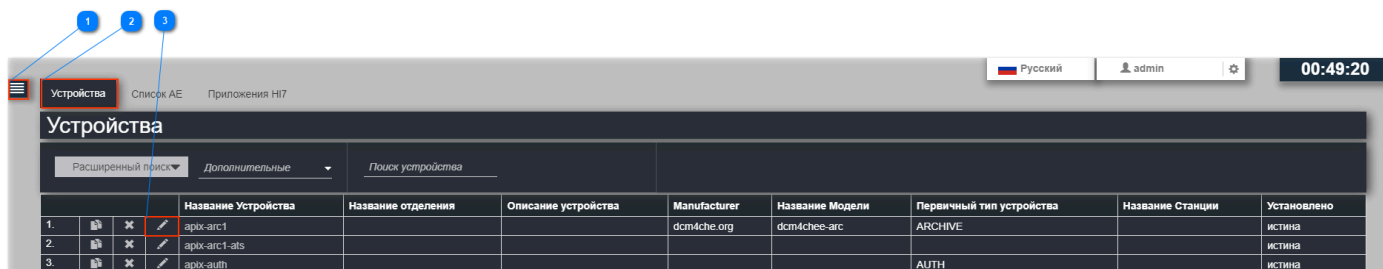 1 2 3
Русский admin 00:49:20
Устройства Список AE Приложения Hl7
Устройства
Расширенный поиск Дополнительные Поиск устройства
Название Устройства Название отделения Описание устройства Manufacturer Название Модели Первичный тип устройства Название Станции Установлено
1. apix-arc1 dcm4che.org dcm4chee-arc ARCHIVE истина
2. apix-arc1-ats истина
3. apix-auth AUTH истина